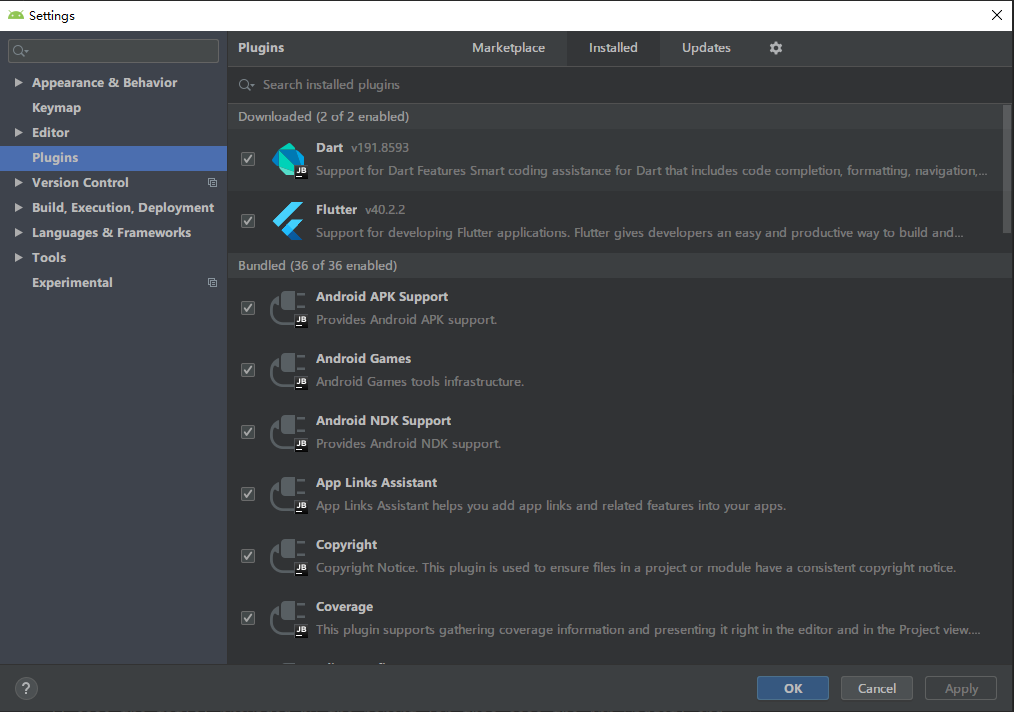 Settings
Plugins
Marketplace
Installed
Updates
Appearance & Behavior
Keymap
Editor
Plugins
Version Control
Build, Execution, Deployment
Languages & Frameworks
Tools
Experimental
Search installed plugins
Downloaded (2 of 2 enabled)
Dart v191.8593
Support for Dart Features Smart coding assistance for Dart that includes code completion, formatting, navigation,...
Flutter v40.2.2
Support for developing Flutter applications. Flutter gives developers an easy and productive way to build and...
Bundled (36 of 36 enabled)
Android APK Support
Provides Android APK support.
Android Games
Android Games tools infrastructure.
Android NDK Support
Provides Android NDK support.
App Links Assistant
App Links Assistant helps you add app links and related features into your apps.
Copyright
Copyright Notice. This plugin is used to ensure files in a project or module have a consistent copyright notice.
Coverage
This plugin supports gathering coverage information and presenting it right in the editor and in the Project view....
JB
JB
JB
JB
JB
JB
JB
?
OK
Cancel
Apply